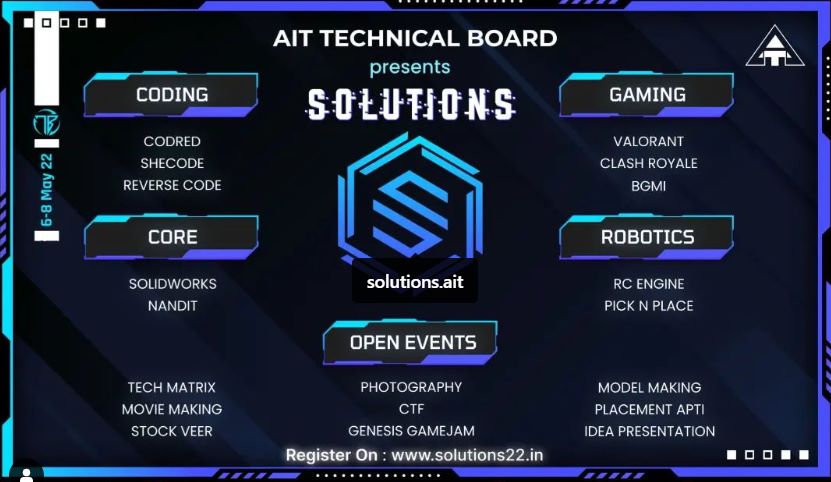 AIT TECHNICAL BOARD
presents
SOLUTIONS
6-8 May 22
CODING
CODRED
SHECODE
REVERSE CODE
GAMING
VALORANT
CLASH ROYALE
BGMI
CORE
SOLIDWORKS
NANDIT
solutions.ait
ROBOTICS
RC ENGINE
PICK N PLACE
OPEN EVENTS
TECH MATRIX
MOVIE MAKING
STOCK VEER
PHOTOGRAPHY
CTF
GENESIS GAMEJAM
MODEL MAKING
PLACEMENT APTI
IDEA PRESENTATION
Register On : www.solutions22.in